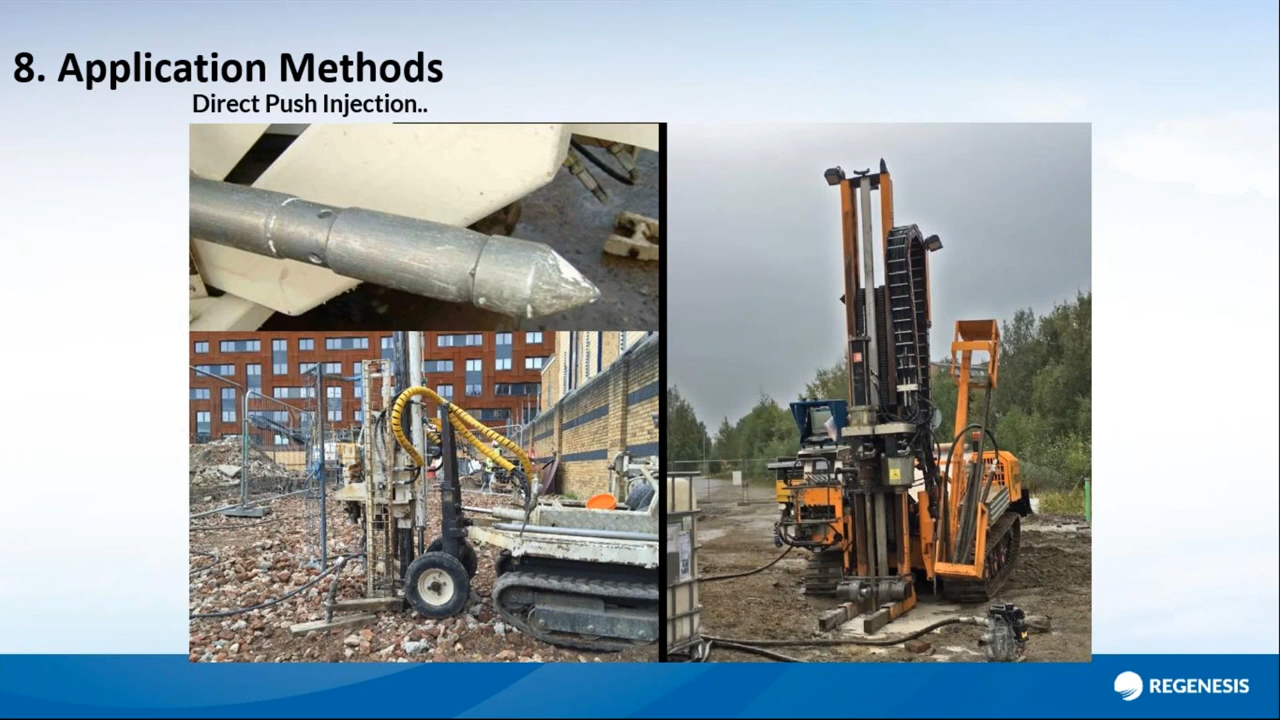 8. Application Methods
Direct Push Injection..
REGENESIS